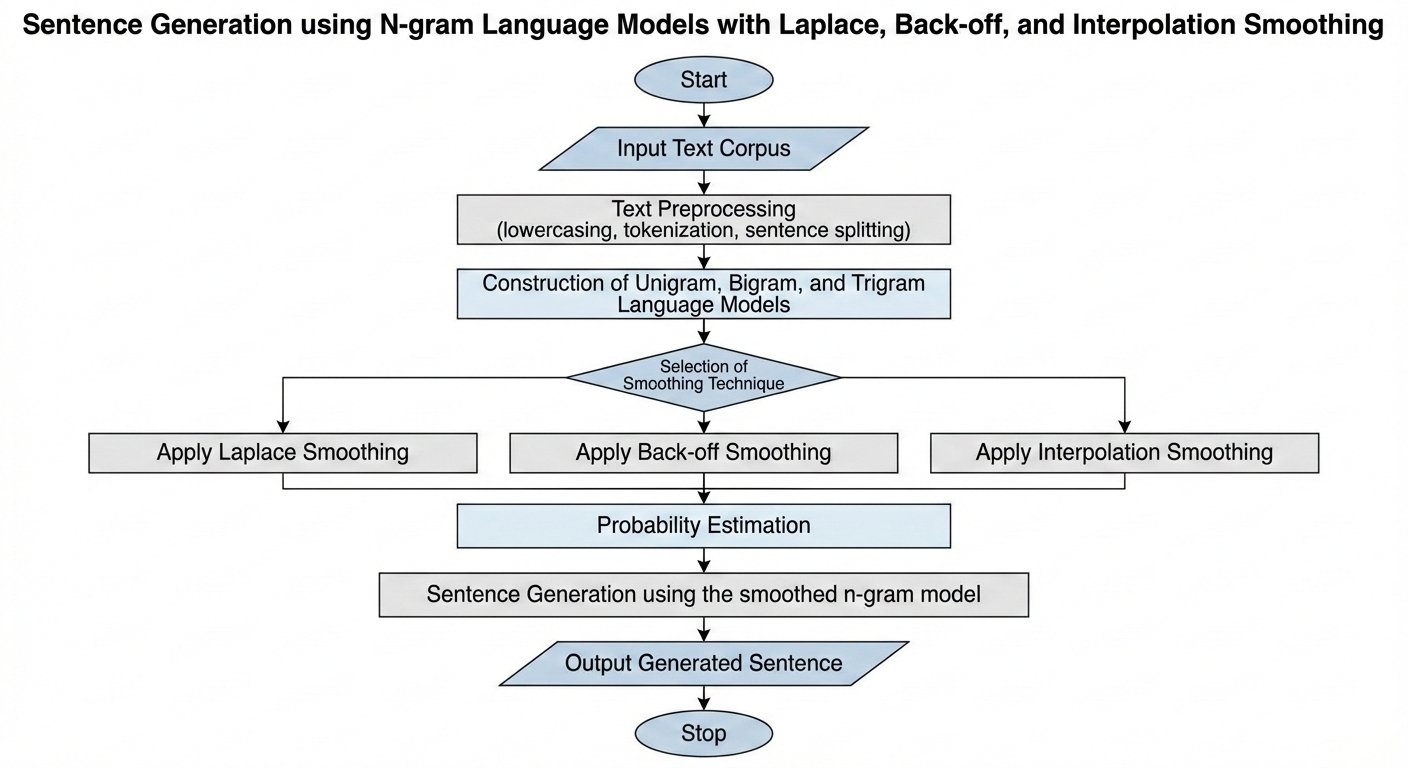 Sentence Generation using N-gram Language Models with Laplace, Back-off, and Interpolation Smoothing
Start
Input Text Corpus
Text Preprocessing
(lowercasing, tokenization, sentence splitting)
Construction of Unigram, Bigram, and Trigram
Language Models
Selection of
Smoothing Technique
Apply Laplace Smoothing
Apply Back-off Smoothing
Apply Interpolation Smoothing
Probability Estimation
Sentence Generation using the smoothed n-gram model
Output Generated Sentence
Stop